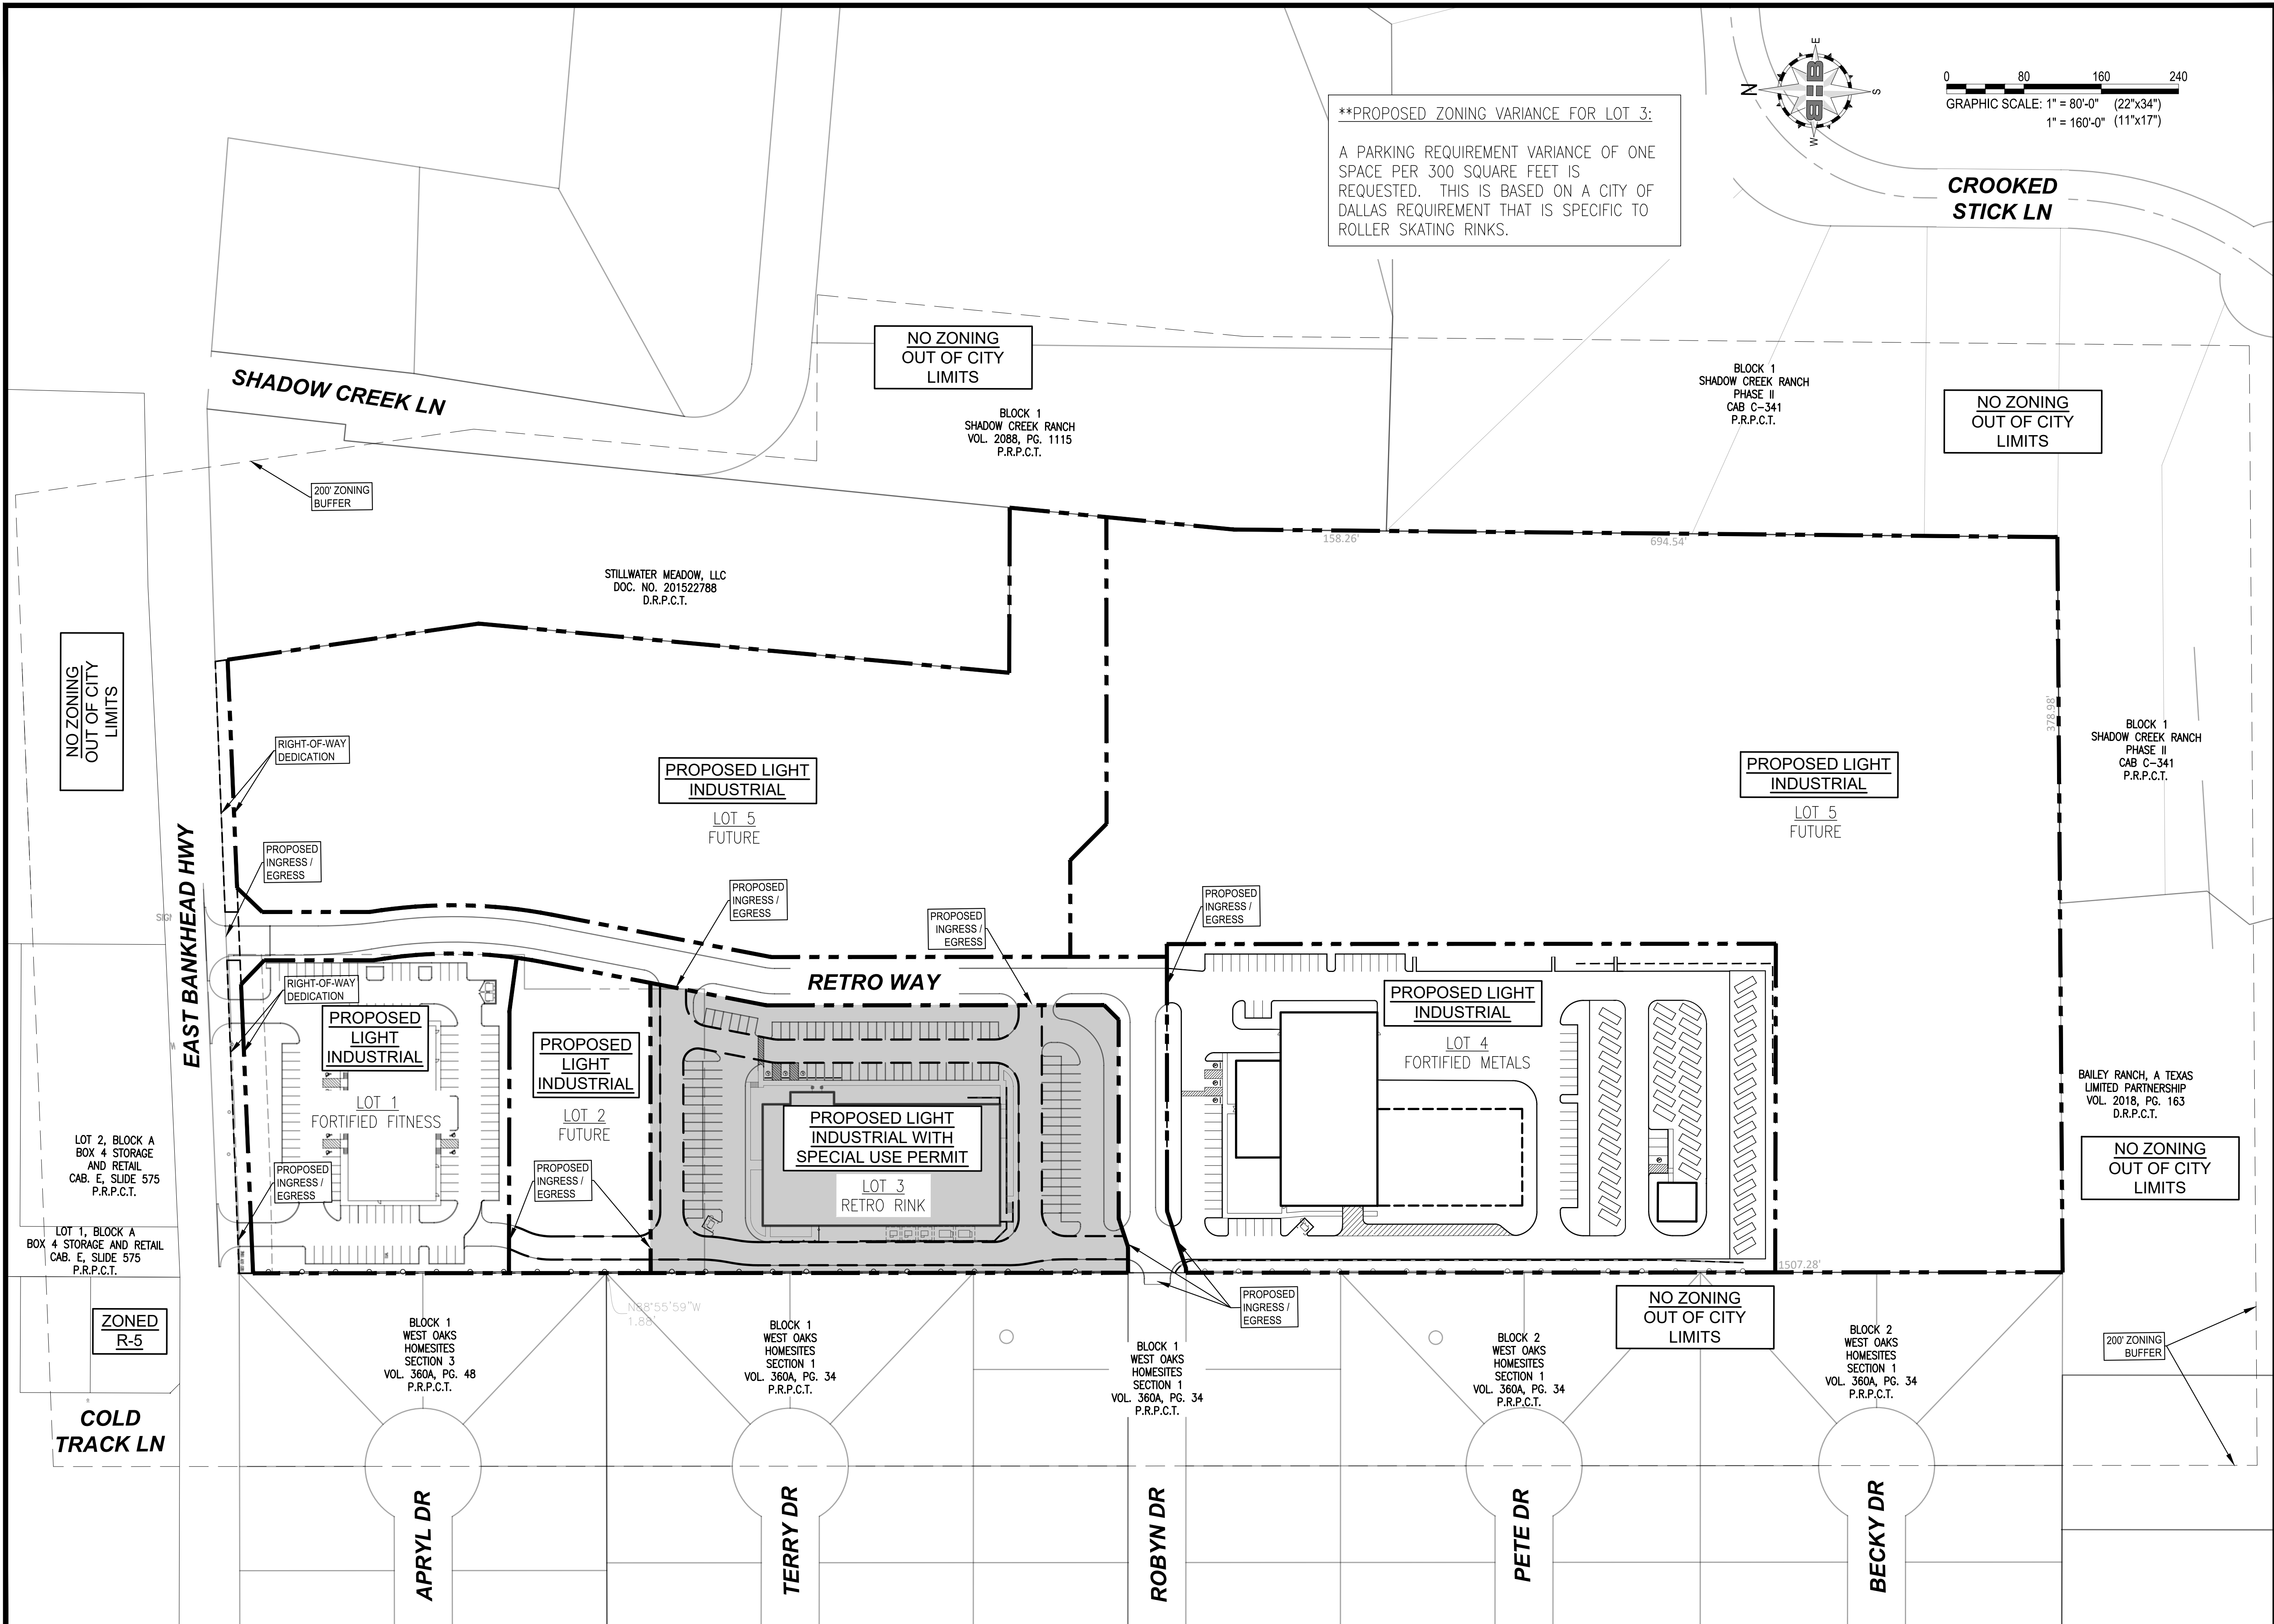 E
N
S
W
B
B
0 80 160 240
GRAPHIC SCALE: 1" = 80'-0" (22"x34")
1" = 160'-0" (11"x17")
**PROPOSED ZONING VARIANCE FOR LOT 3:
A PARKING REQUIREMENT VARIANCE OF ONE
SPACE PER 300 SQUARE FEET IS
REQUESTED. THIS IS BASED ON A CITY OF
DALLAS REQUIREMENT THAT IS SPECIFIC TO
ROLLER SKATING RINKS.
CROOKED
STICK LN
NO ZONING
OUT OF CITY
LIMITS
SHADOW CREEK LN
BLOCK 1
SHADOW CREEK RANCH
VOL. 2088, PG. 1115
P.R.P.C.T.
BLOCK 1
SHADOW CREEK RANCH
PHASE II
CAB C-341
P.R.P.C.T.
NO ZONING
OUT OF CITY
LIMITS
200' ZONING
BUFFER
158.26'
694.54'
STILLWATER MEADOW, LLC
DOC. NO. 201522788
D.R.P.C.T.
NO ZONING
OUT OF CITY
LIMITS
378.98'
RIGHT-OF-WAY
DEDICATION
BLOCK 1
SHADOW CREEK RANCH
PHASE II
CAB C-341
P.R.P.C.T.
PROPOSED LIGHT
INDUSTRIAL
LOT 5
FUTURE
PROPOSED LIGHT
INDUSTRIAL
LOT 5
FUTURE
EAST BANKHEAD HWY
PROPOSED
INGRESS /
EGRESS
PROPOSED
INGRESS /
EGRESS
PROPOSED
INGRESS /
EGRESS
PROPOSED
INGRESS /
EGRESS
SIGN
RETRO WAY
RIGHT-OF-WAY
DEDICATION
PROPOSED
LIGHT
INDUSTRIAL
LOT 1
FORTIFIED FITNESS
PROPOSED
LIGHT
INDUSTRIAL
LOT 2
FUTURE
PROPOSED LIGHT
INDUSTRIAL WITH
SPECIAL USE PERMIT
LOT 3
RETRO RINK
PROPOSED LIGHT
INDUSTRIAL
LOT 4
FORTIFIED METALS
BAILEY RANCH, A TEXAS
LIMITED PARTNERSHIP
VOL. 2018, PG. 163
D.R.P.C.T.
NO ZONING
OUT OF CITY
LIMITS
LOT 2, BLOCK A
BOX 4 STORAGE
AND RETAIL
CAB. E, SLIDE 575
P.R.P.C.T.
PROPOSED
INGRESS /
EGRESS
PROPOSED
INGRESS /
EGRESS
LOT 1, BLOCK A
BOX 4 STORAGE AND RETAIL
CAB. E, SLIDE 575
P.R.P.C.T.
1507.28'
PROPOSED
INGRESS /
EGRESS
NO ZONING
OUT OF CITY
LIMITS
N88°55'59"W
1.88'
ZONED
R-5
BLOCK 1
WEST OAKS
HOMESITES
SECTION 3
VOL. 360A, PG. 48
P.R.P.C.T.
BLOCK 1
WEST OAKS
HOMESITES
SECTION 1
VOL. 360A, PG. 34
P.R.P.C.T.
BLOCK 1
WEST OAKS
HOMESITES
SECTION 1
VOL. 360A, PG. 34
P.R.P.C.T.
BLOCK 2
WEST OAKS
HOMESITES
SECTION 1
VOL. 360A, PG. 34
P.R.P.C.T.
BLOCK 2
WEST OAKS
HOMESITES
SECTION 1
VOL. 360A, PG. 34
P.R.P.C.T.
200' ZONING
BUFFER
COLD
TRACK LN
APRYL DR
TERRY DR
ROBYN DR
PETE DR
BECKY DR